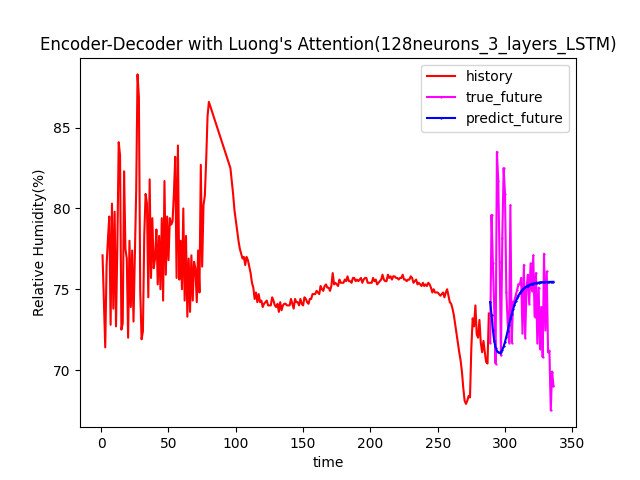 Encoder-Decoder with Luong's Attention(128neurons_3_layers_LSTM)
history
true_future
predict_future
Relative Humidity(%)
85
80
75
70
0 50 100 150 200 250 300 350
time